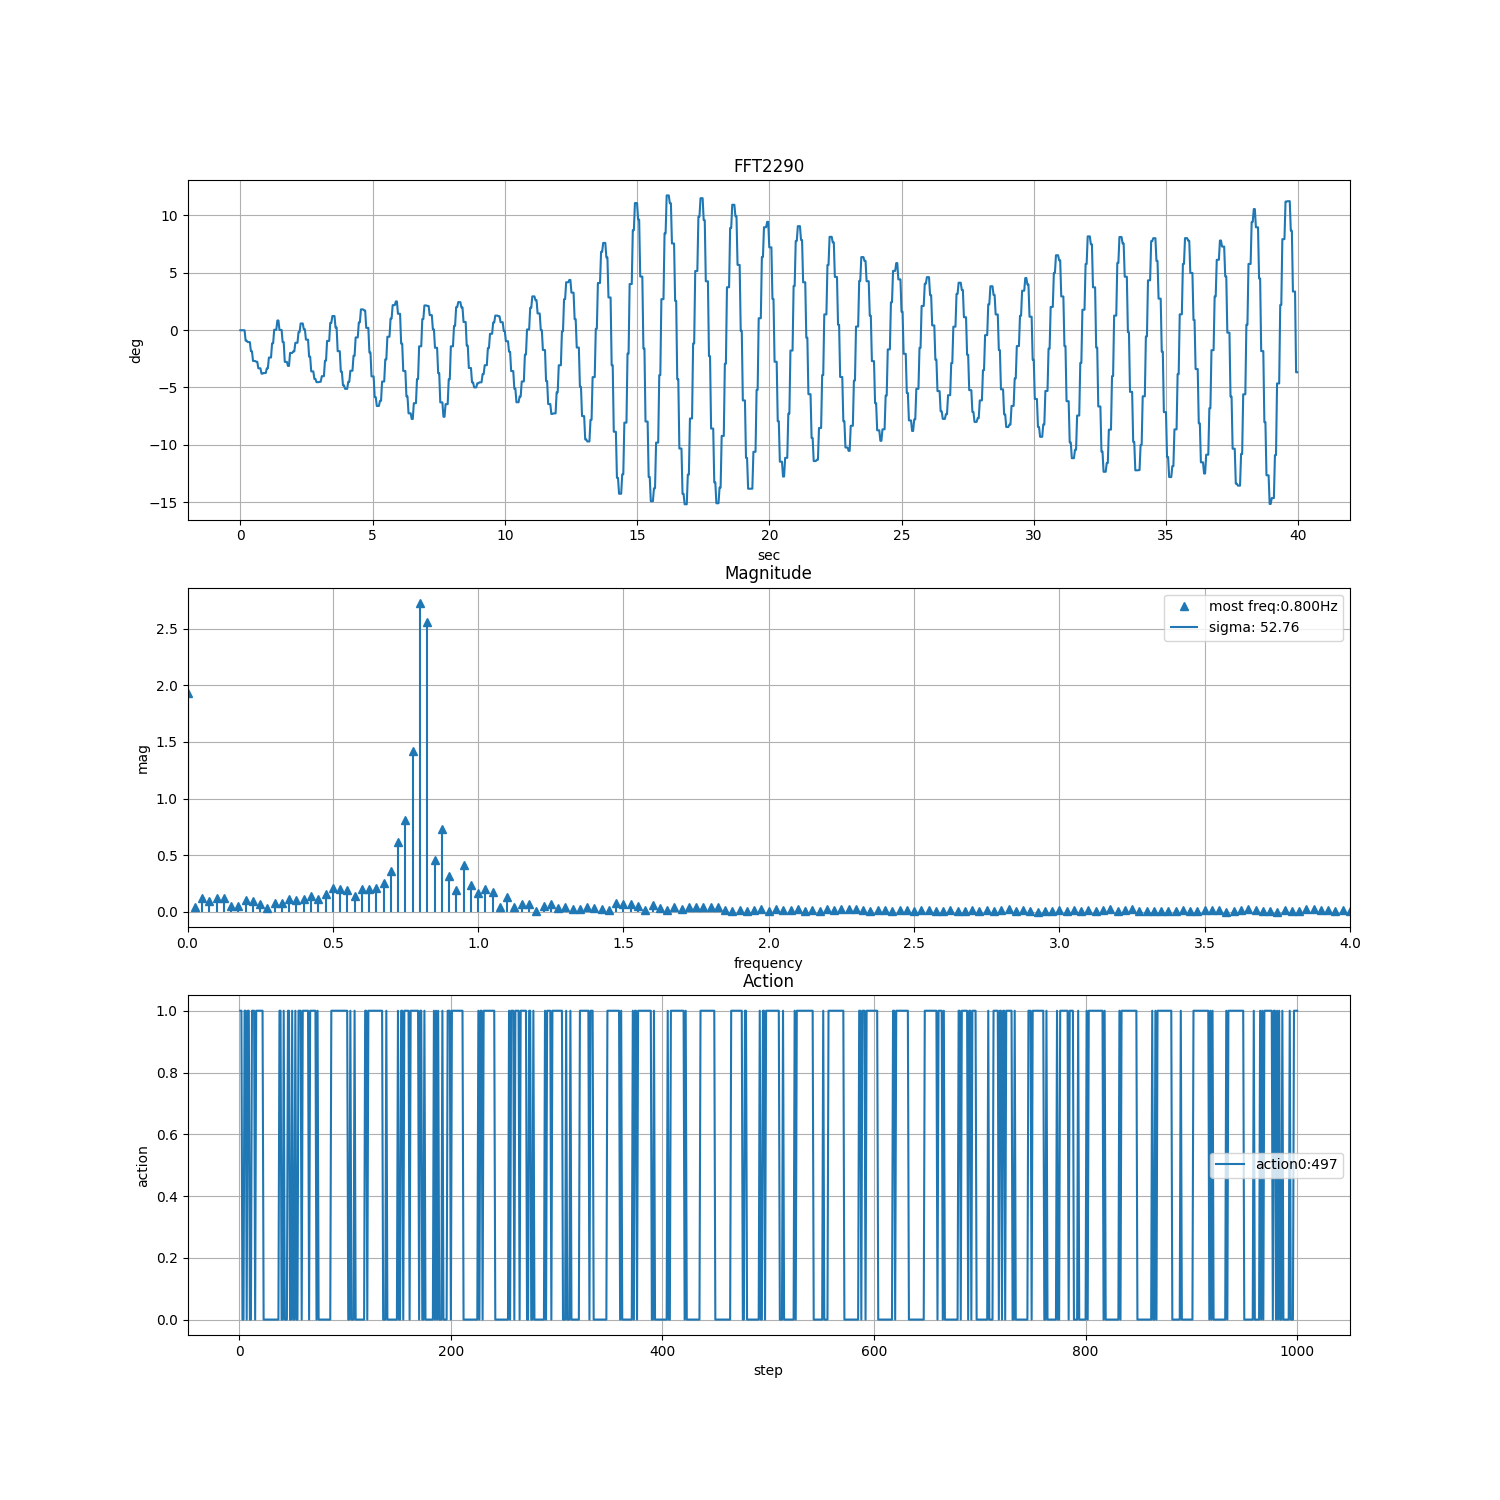 FFT2290
10
5
0
−5
−10
−15
deg
0 5 10 15 20 25 30 35 40
sec
Magnitude
most freq:0.800Hz
sigma: 52.76
2.5
2.0
1.5
1.0
0.5
0.0
mag
0.0 0.5 1.0 1.5 2.0 2.5 3.0 3.5 4.0
frequency
Action
1.0
0.8
0.6
0.4
0.2
0.0
action
action0:497
0 200 400 600 800 1000
step